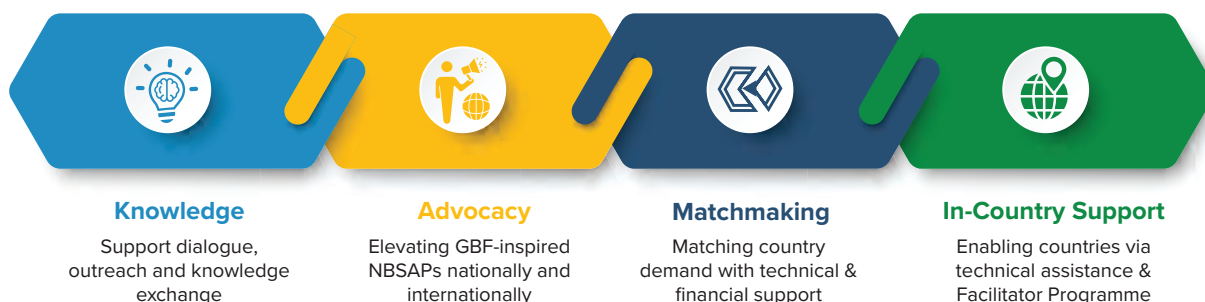 Knowledge
Support dialogue,
outreach and knowledge
exchange
Advocacy
Elevating GBF-inspired
NBSAPs nationally and
internationally
Matchmaking
Matching country
demand with technical &
financial support
In-Country Support
Enabling countries via
technical assistance &
Facilitator Programme